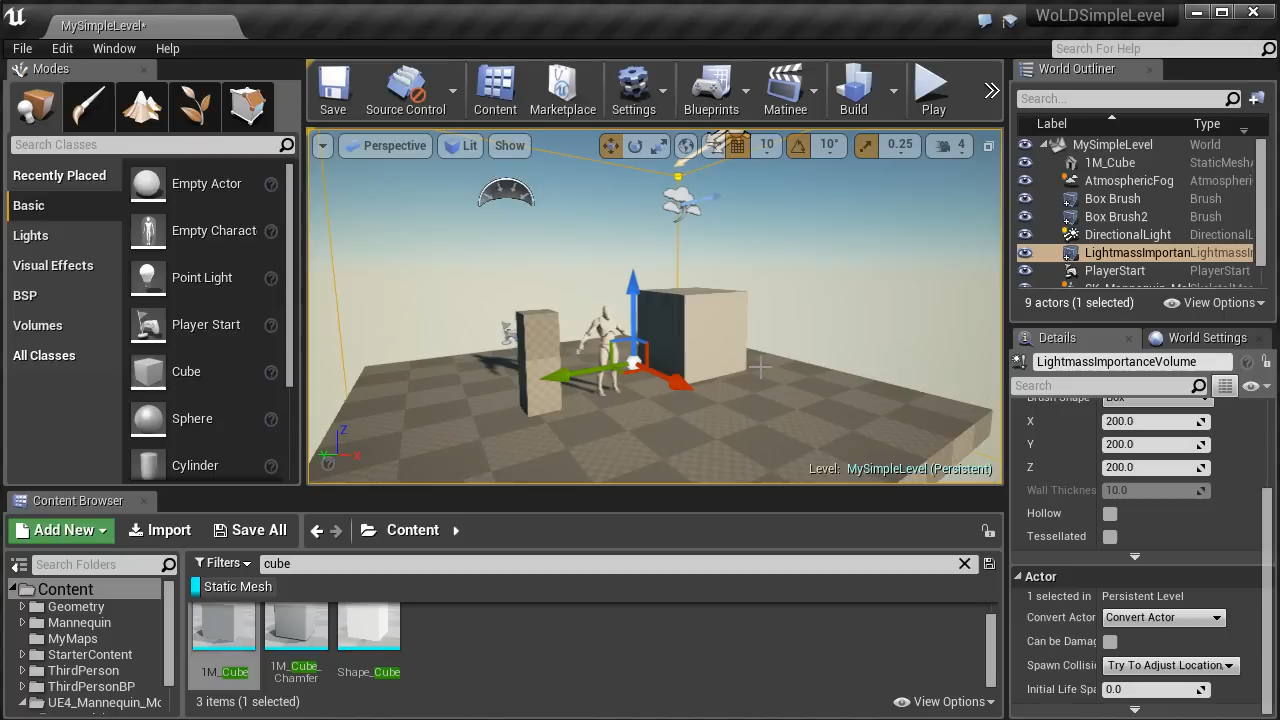 MySimpleLevel*
WoLDSimpleLevel
File Edit Window Help
Search For Help
Modes
Search Classes
Recently Placed
Basic
Lights
Visual Effects
BSP
Volumes
All Classes
Empty Actor
Empty Charact
Point Light
Player Start
Cube
Sphere
Cylinder
Save
Source Control
Content
Marketplace
Settings
Blueprints
Matinee
Build
Play
Perspective
Lit
Show
10
10°
0.25
4
Z
X
Y
Level: MySimpleLevel (Persistent)
World Outliner
Search...
Label Type
MySimpleLevel World
1M_Cube StaticMesh
AtmosphericFog Atmospheri
Box Brush Brush
Box Brush2 Brush
DirectionalLight DirectionalL
LightmassImportan LightmassI
PlayerStart PlayerStart
9 actors (1 selected)
View Options
Details
World Settings
LightmassImportanceVolume
Search
Brush Shape Box
X 200.0
Y 200.0
Z 200.0
Wall Thicknes 10.0
Hollow
Tessellated
Actor
1 selected in Persistent Level
Convert Actor Convert Actor
Can be Damag
Spawn Collisi Try To Adjust Location,
Initial Life Spa 0.0
Content Browser
Add New
Import
Save All
Content
Search Folders
Filters
cube
Static Mesh
Content
Geometry
Mannequin
MyMaps
StarterContent
ThirdPerson
ThirdPersonBP
UE4_Mannequin_Mo
1M_Cube
1M_Cube_
Chamfer
Shape_Cube
3 items (1 selected)
View Options